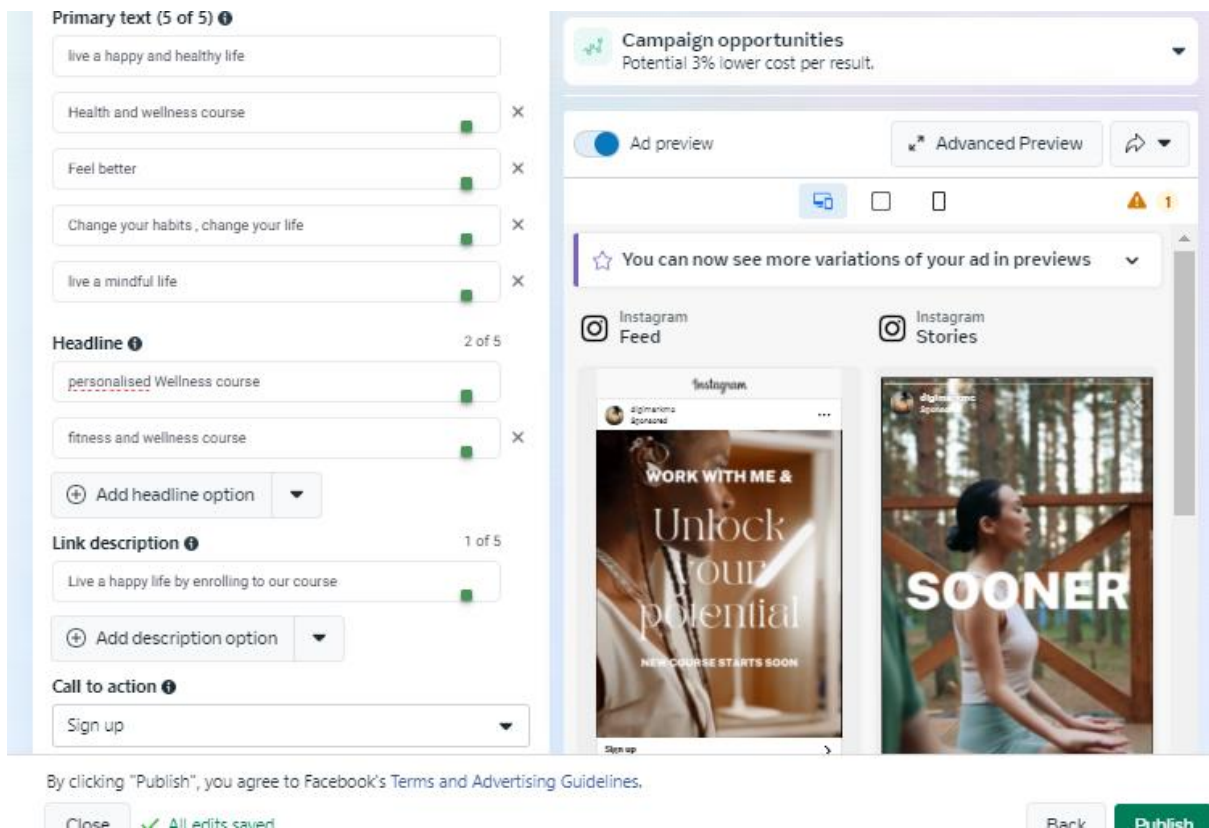 Primary text (5 of 5)
live a happy and healthy life
Health and wellness course
Feel better
Change your habits , change your life
live a mindful life
Headline
2 of 5
personalised Wellness course
fitness and wellness course
Add headline option
Link description
1 of 5
Live a happy life by enrolling to our course
Add description option
Call to action
Sign up
Campaign opportunities
Potential 3% lower cost per result.
Ad preview
Advanced Preview
1
You can now see more variations of your ad in previews
Instagram
Feed
Instagram
digimarkmc
Sponsored
WORK WITH ME &
Unlock
your
potential
NEW COURSE STARTS SOON
Sign up
Instagram
Stories
Sponsored
SOONER
By clicking "Publish", you agree to Facebook's Terms and Advertising Guidelines.
Close
All edits saved
Back
Publish